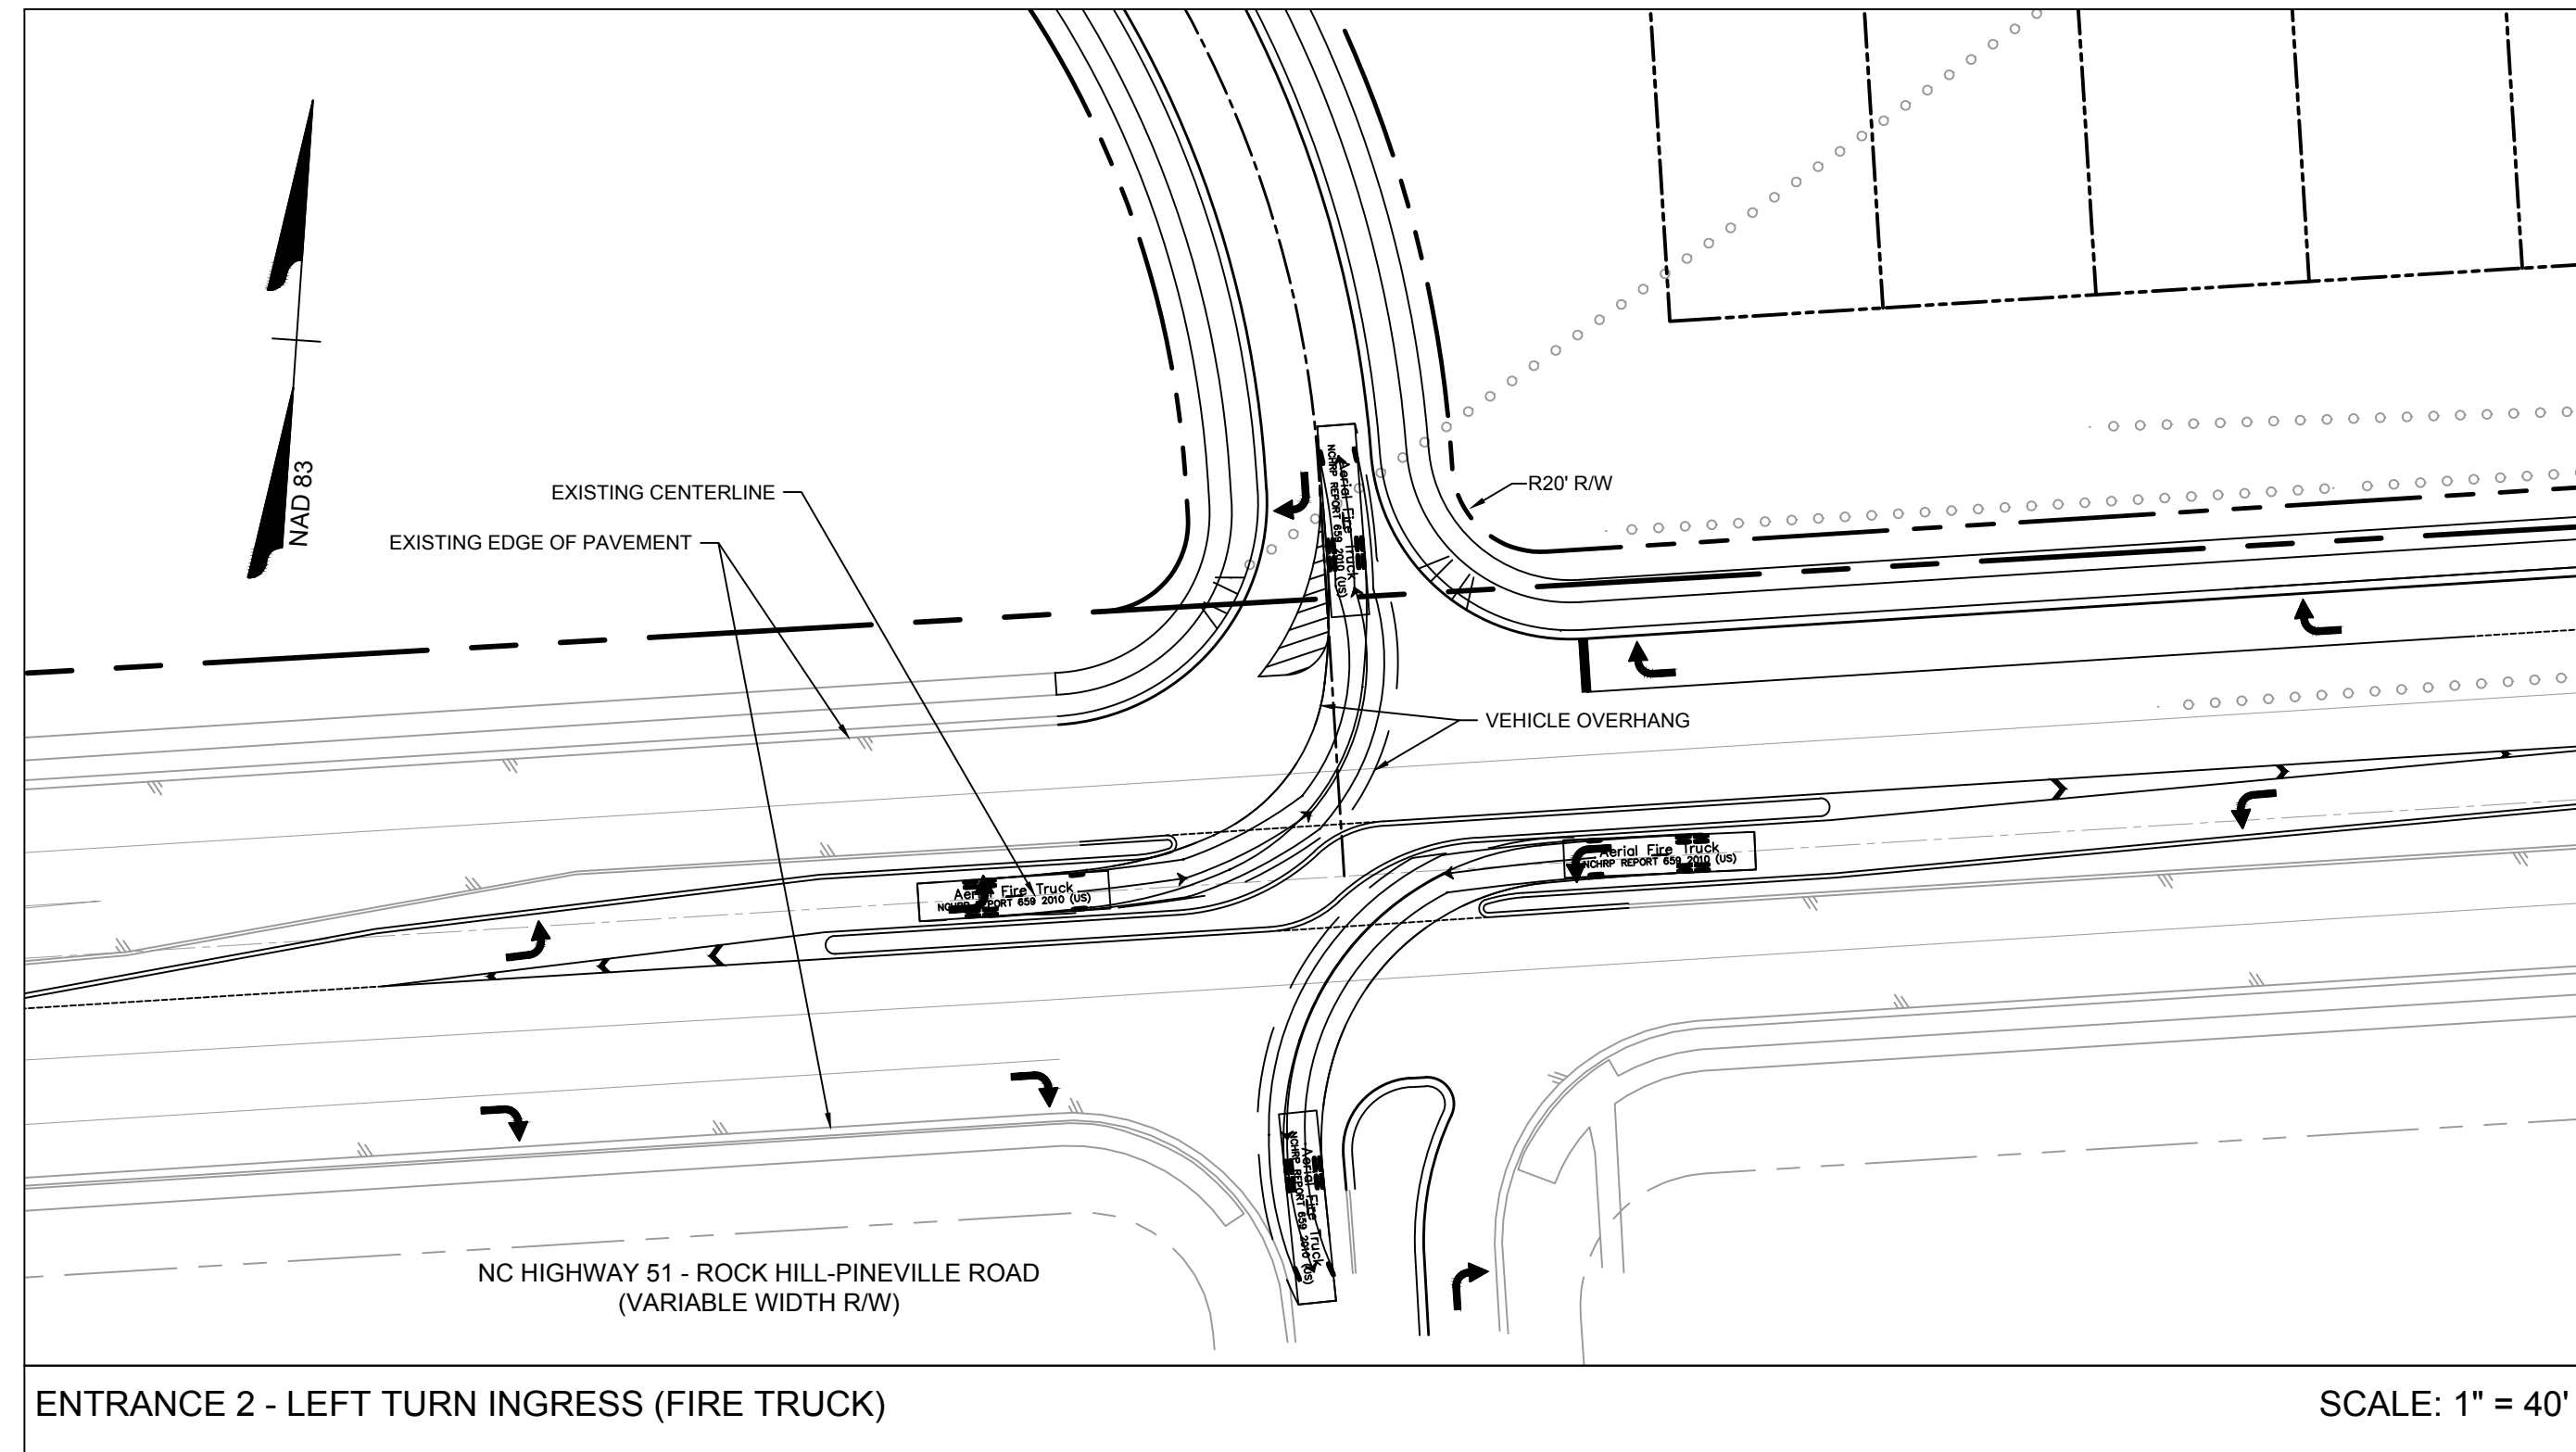 NAD 83
EXISTING CENTERLINE
R20' R/W
EXISTING EDGE OF PAVEMENT
Aerial Fire Truck
NCHRP REPORT 659 2010 (US)
VEHICLE OVERHANG
Aerial Fire Truck
NCHRP REPORT 659 2010 (US)
Aerial Fire Truck
NCHRP REPORT 659 2010 (US)
Aerial Fire Truck
NCHRP REPORT 659 2010 (US)
NC HIGHWAY 51 - ROCK HILL-PINEVILLE ROAD
(VARIABLE WIDTH R/W)
ENTRANCE 2 - LEFT TURN INGRESS (FIRE TRUCK)
SCALE: 1" = 40'